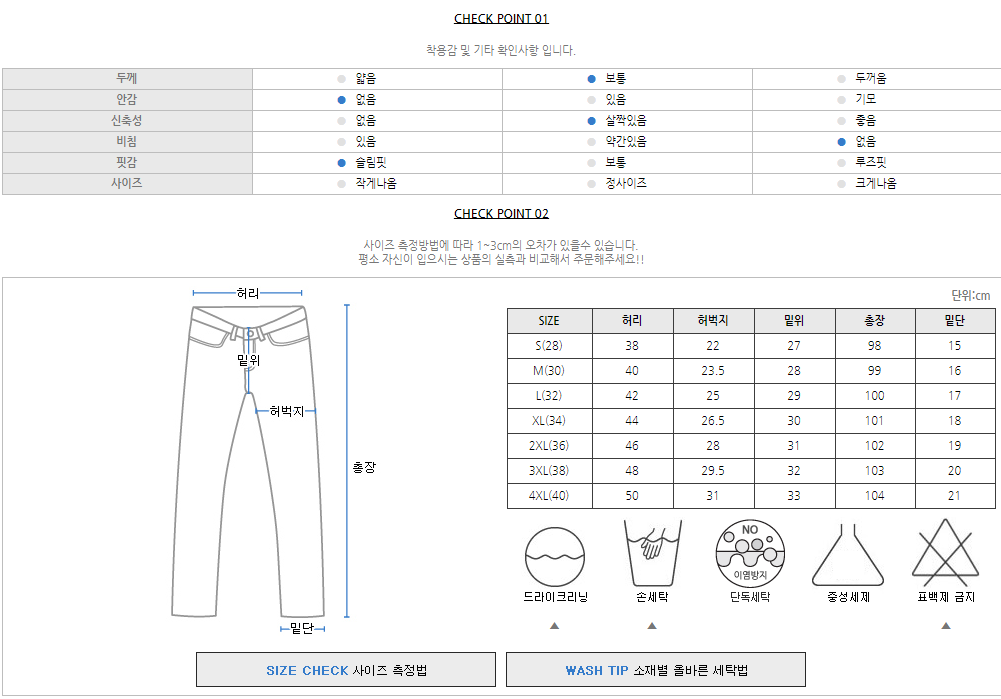 CHECK POINT 01
착용감 및 기타 확인사항 입니다.
두께 얇음 보통 두꺼움
안감 없음 있음 기모
신축성 없음 살짝있음 좋음
비침 있음 약간있음 없음
핏감 슬림핏 보통 루즈핏
사이즈 작게나옴 정사이즈 크게나옴
CHECK POINT 02
사이즈 측정방법에 따라 1~3cm의 오차가 있을수 있습니다.
평소 자신이 입으시는 상품의 실측과 비교해서 주문해주세요!!
허리
밑위
허벅지
총장
밑단
단위:cm
SIZE 허리 허벅지 밑위 총장 밑단
S(28) 38 22 27 98 15
M(30) 40 23.5 28 99 16
L(32) 42 25 29 100 17
XL(34) 44 26.5 30 101 18
2XL(36) 46 28 31 102 19
3XL(38) 48 29.5 32 103 20
4XL(40) 50 31 33 104 21
NO
이염방지
드라이크리닝 손세탁 단독세탁 중성세제 표백제 금지
SIZE CHECK 사이즈 측정법
WASH TIP 소재별 올바른 세탁법